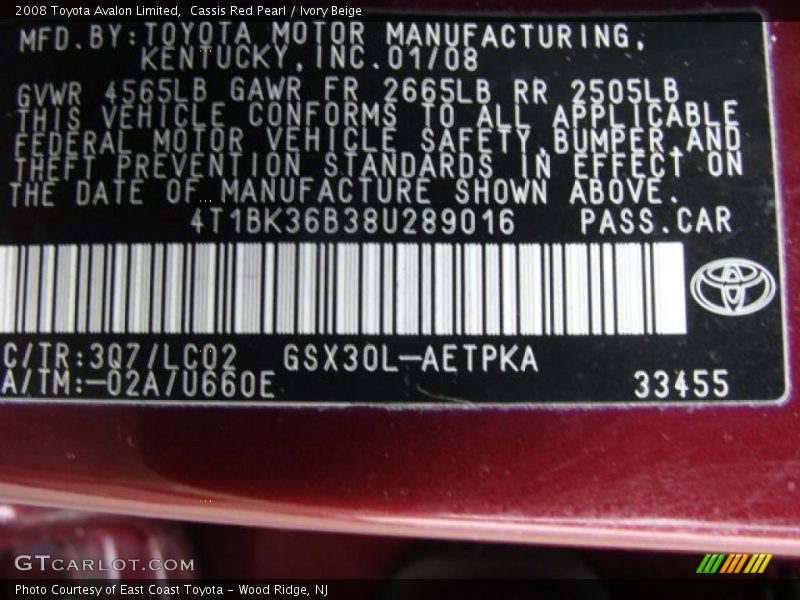 2008 Toyota Avalon Limited,  Cassis Red Pearl / Ivory Beige
MFD.BY:TOYOTA MOTOR MANUFACTURING,
KENTUCKY,INC.01/08
GVWR 4565LB GAWR FR 2665LB RR 2505LB
THIS VEHICLE CONFORMS TO ALL APPLICABLE
FEDERAL MOTOR VEHICLE SAFETY,BUMPER,AND
THEFT PREVENTION STANDARDS IN EFFECT ON
THE DATE OF MANUFACTURE SHOWN ABOVE.
4T1BK36B38U289016 PASS.CAR
C/TR:3Q7/LC02 GSX30L-AETPKA
A/TM:-02A/U660E 33455
GTCARLOT.COM
Photo Courtesy of East Coast Toyota - Wood Ridge, NJ